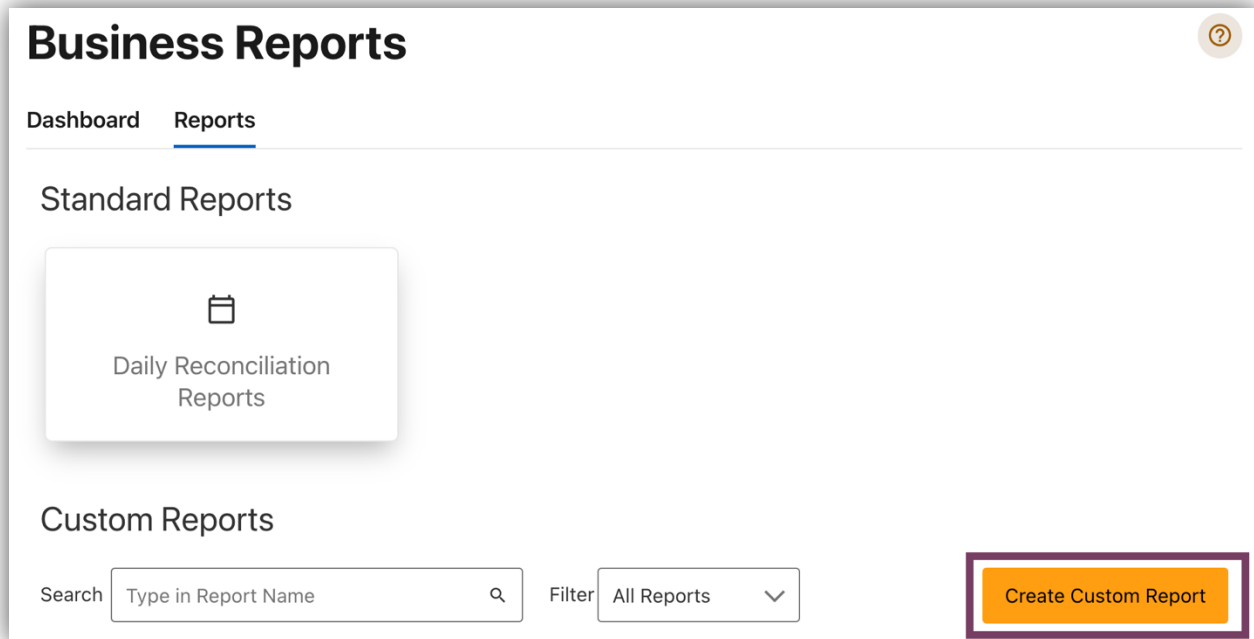 Business Reports
?
Dashboard Reports
Standard Reports
Daily Reconciliation
Reports
Custom Reports
Search Type in Report Name Filter All Reports Create Custom Report